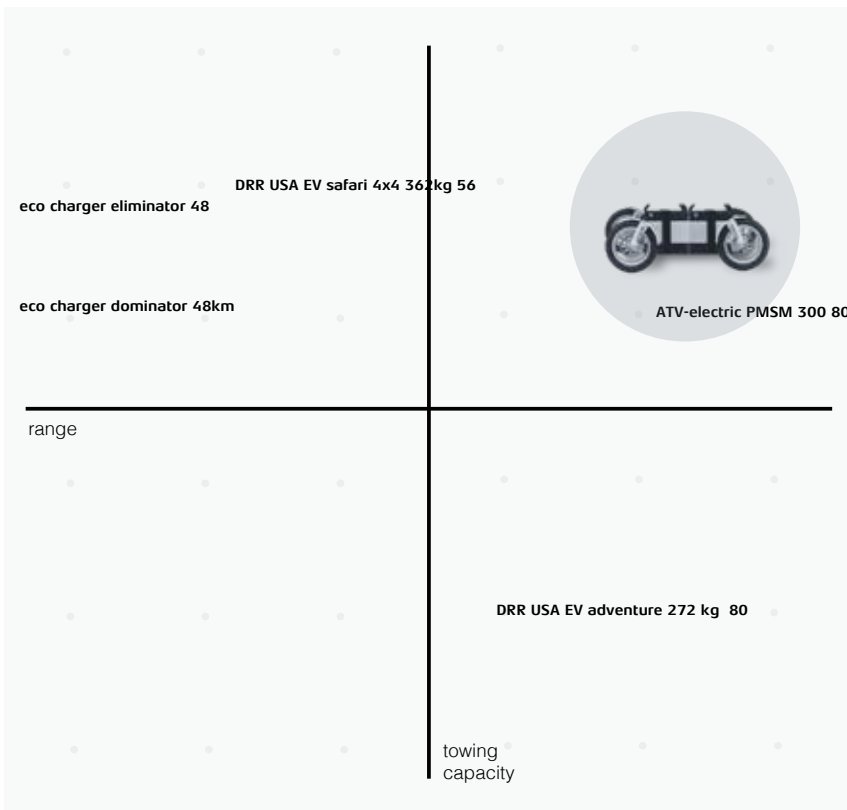 DRR USA EV safari 4x4 362kg 56
eco charger eliminator 48
eco charger dominator 48km
ATV-electric PMSM 300 80
range
DRR USA EV adventure 272 kg  80
towing
capacity